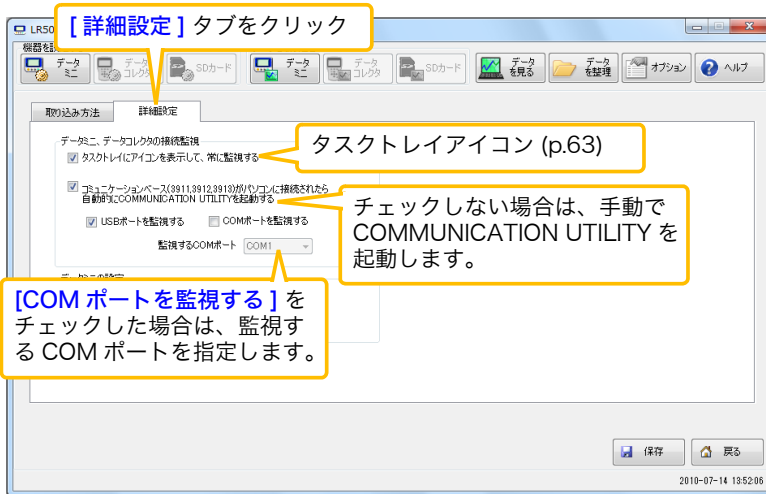 [ 詳細設定 ] タブをクリック
LR50
機器を
データ
ミニ
データ
コレクタ
SDカード
データ
ミニ
データ
コレクタ
SDカード
データ
を見る
データ
を整理
オプション
ヘルプ
取り込み方法
詳細設定
データミニ、データコレクタの接続監視
タスクトレイにアイコンを表示して、常に監視する
タスクトレイアイコン (p.63)
コミュニケーションベース(3911,3912,3913)がパソコンに接続されたら
自動的にCOMMUNICATION UTILITYを起動する
チェックしない場合は、手動で
COMMUNICATION UTILITY を
起動します。
USBポートを監視する
COMポートを監視する
監視するCOMポート
COM1
データミニの設定
[COM ポートを監視する ] を
チェックした場合は、監視す
る COM ポートを指定します。
保存
戻る
2010-07-14 13:52:06